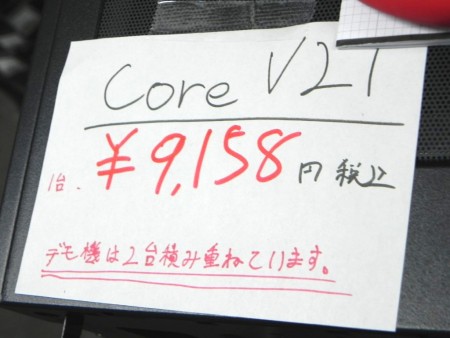 Core V21
1台. ¥9,158円 税込
デモ機は2台積み重ねています。